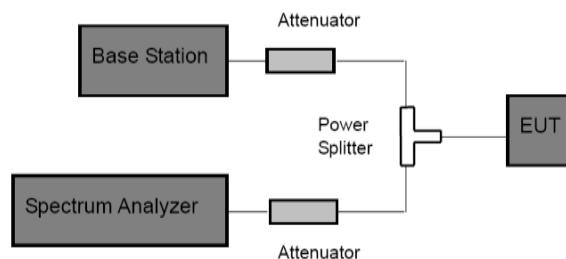 Attenuator
Base Station
Power
Splitter
EUT
Spectrum Analyzer
Attenuator